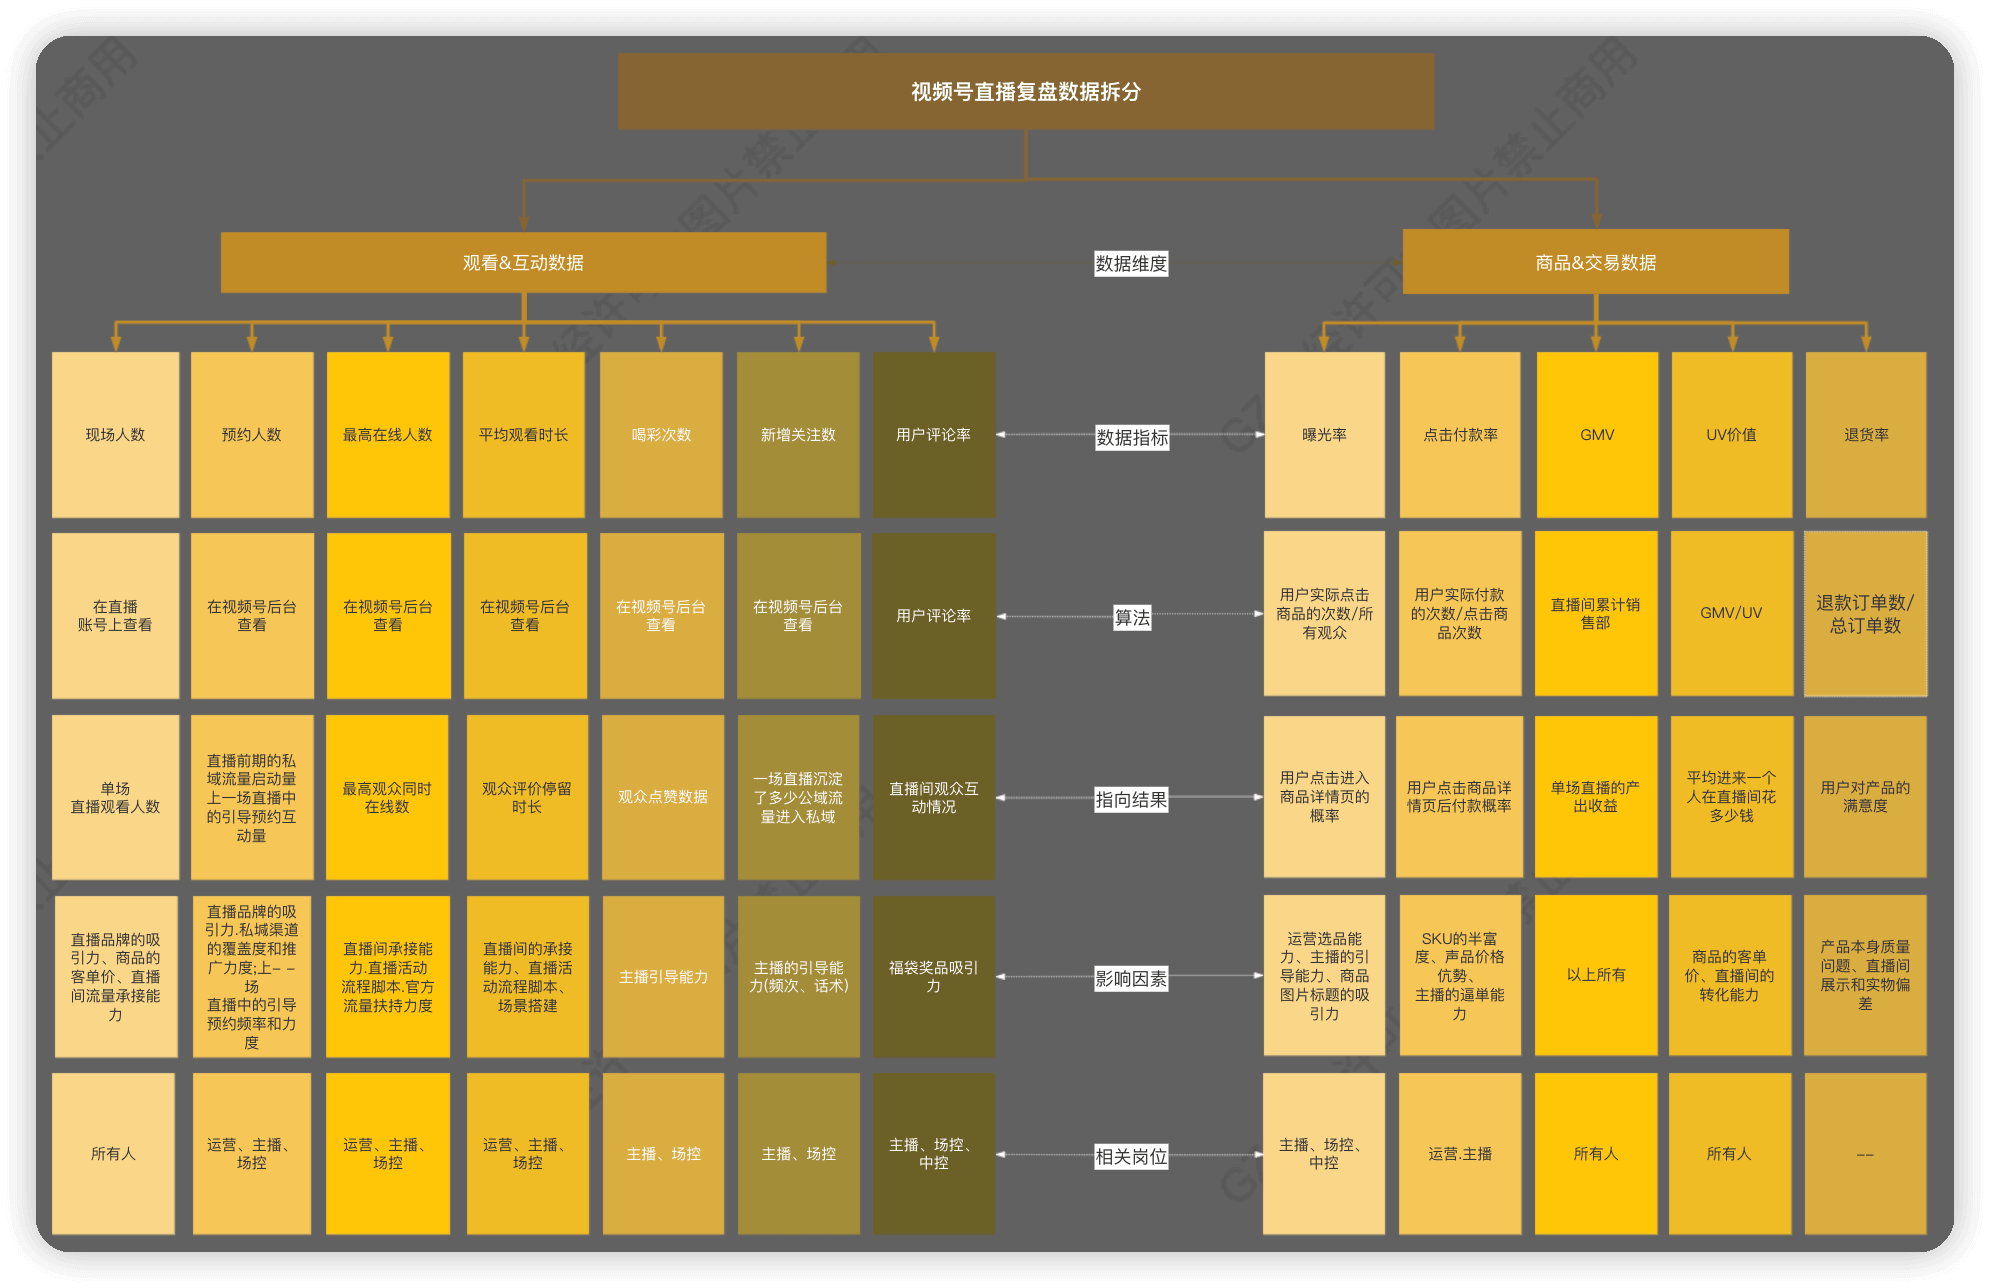 视频号直播复盘数据拆分
观看&互动数据
数据维度
商品&交易数据
现场人数
预约人数
最高在线人数
平均观看时长
喝彩次数
新增关注数
用户评论率
数据指标
曝光率
点击付款率
GMV
UV价值
退货率
在直播
账号上查看
在视频号后台
查看
在视频号后台
查看
在视频号后台
查看
在视频号后台
查看
在视频号后台
查看
用户评论率
算法
用户实际点击
商品的次数/所
有观众
用户实际付款
的次数/点击商
品次数
直播间累计销
售部
GMV/UV
退款订单数/
总订单数
单场
直播观看人数
直播前期的私
域流量启动量
上一场直播中
的引导预约互
动量
最高观众同时
在线数
观众评价停留
时长
观众点赞数据
一场直播沉淀
了多少公域流
量进入私域
直播间观众互
动情况
指向结果
用户点击进入
商品详情页的
概率
用户点击商品详
情页后付款概率
单场直播的产
出收益
平均进来一个
人在直播间花
多少钱
用户对产品的
满意度
直播品牌的吸
引力、商品的
客单价、直播
间流量承接能
力
直播品牌的吸
引力.私城渠道
的覆盖度和推
广力度;上- -
场
直播中的引导
预约频率和力
度
直播间承接能
力.直播活动
流程脚本.官方
流量扶持力度
直播间的承接
能力、直播活
动流程脚本、
场景搭建
主播引导能力
主播的引导能
力(频次、话术)
福袋奖品吸引
力
影响因素
运营选品能
力、主播的引
导能力、商品
图片标题的吸
引力
SKU的半富
度、声品价格
优勢、
主播的逼単能
力
以上所有
商品的客单
价、直播间的
转化能力
产品本身质量
问题、直播间
展示和实物偏
差
所有人
运营、主播、
场控
运营、主播、
场控
运营、主播、
场控
主播、场控
主播、场控
主播、场控、
中控
相关岗位
主播、场控、
中控
运营.主播
所有人
所有人
--